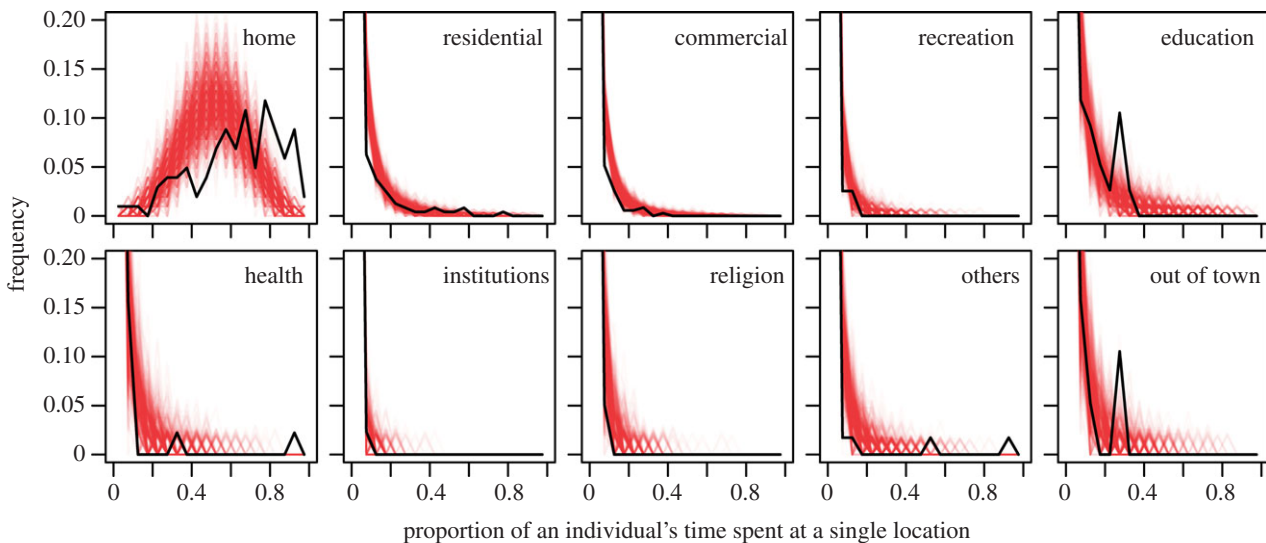 0.20 home residential commercial recreation education
0.15
0.10
0.05
0
frequency
0.20 health institutions religion others out of town
0.15
0.10
0.05
0
0 0.4 0.8 0 0.4 0.8 0 0.4 0.8 0 0.4 0.8 0 0.4 0.8
proportion of an individual’s time spent at a single location